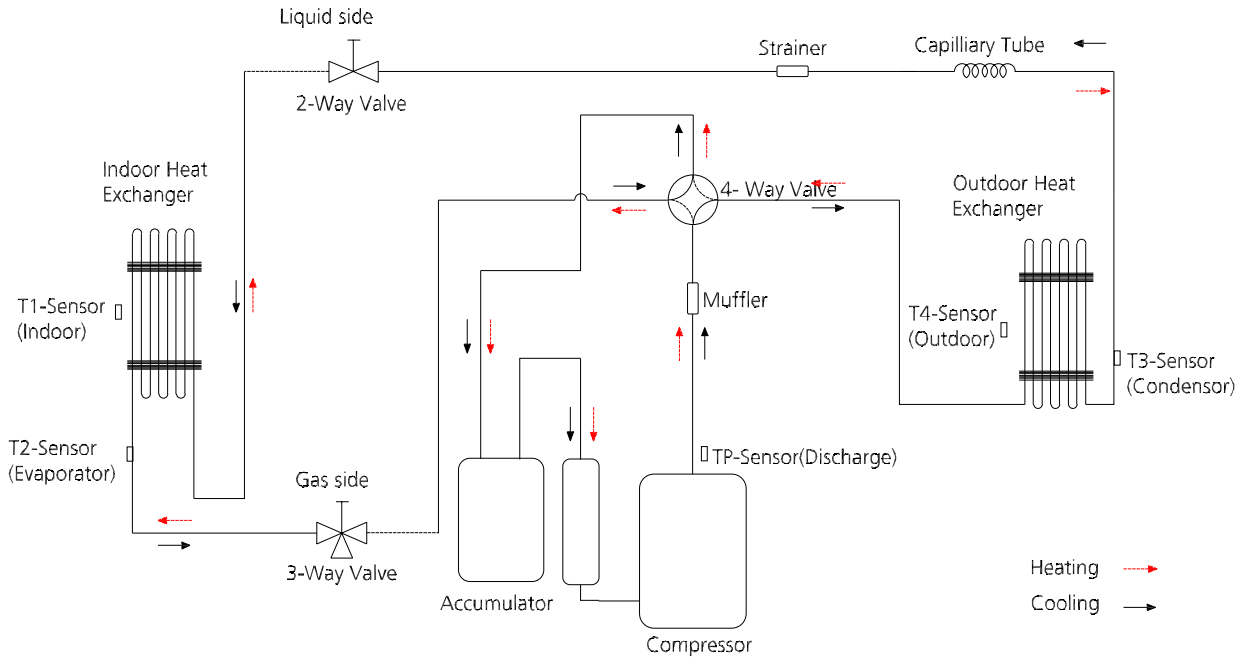 Liquid side
2-Way Valve
Strainer
Capilliary Tube
Indoor Heat
Exchanger
4- Way Valve
Outdoor Heat
Exchanger
T1-Sensor
(Indoor)
Muffler
T4-Sensor
(Outdoor)
T3-Sensor
(Condensor)
T2-Sensor
(Evaporator)
TP-Sensor(Discharge)
Gas side
3-Way Valve
Accumulator
Compressor
Heating
Cooling